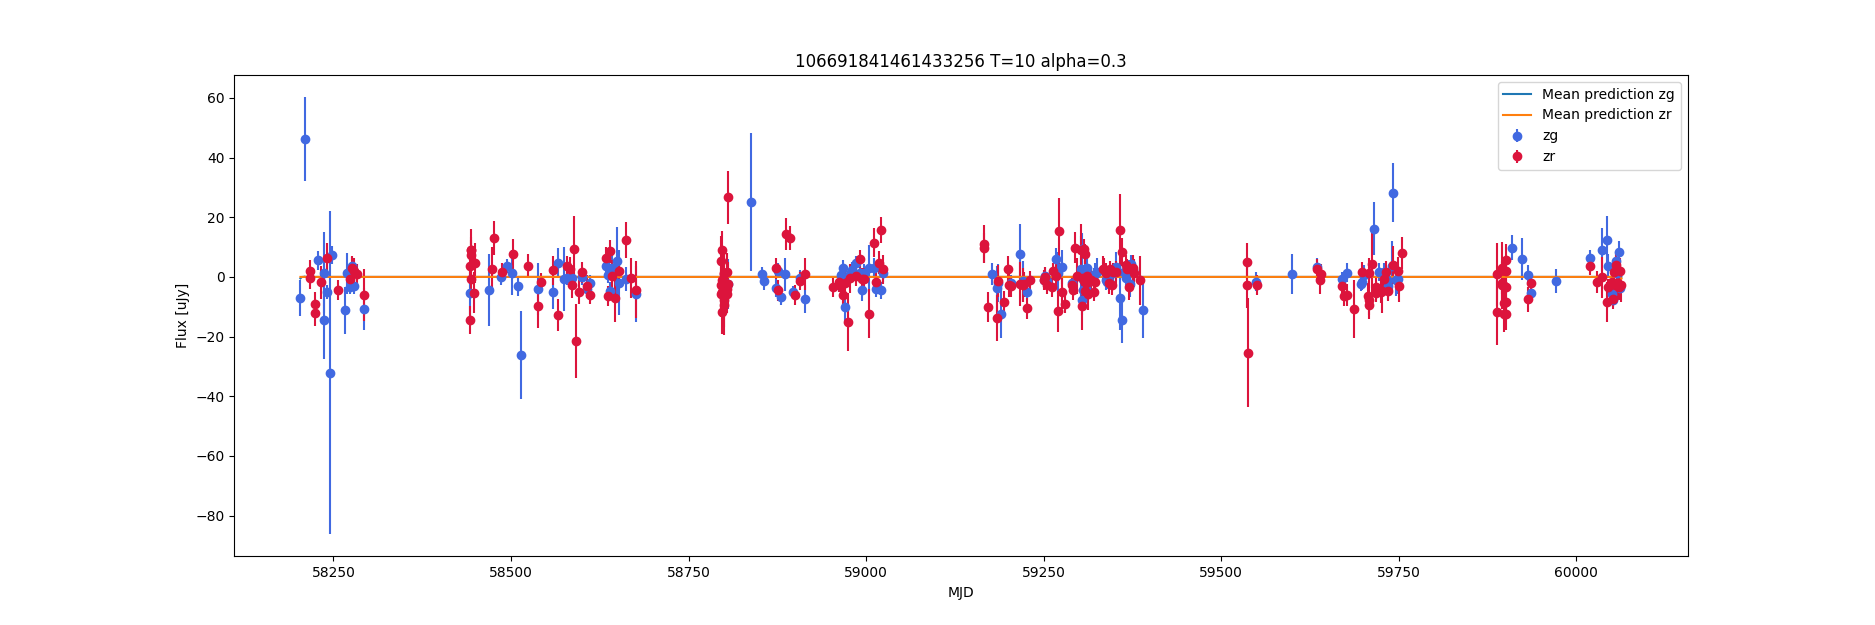 106691841461433256 T=10 alpha=0.3
Mean prediction zg
Mean prediction zr
zg
zr
Flux [uJy]
60
40
20
0
−20
−40
−60
−80
58250
58500
58750
59000
59250
59500
59750
60000
MJD